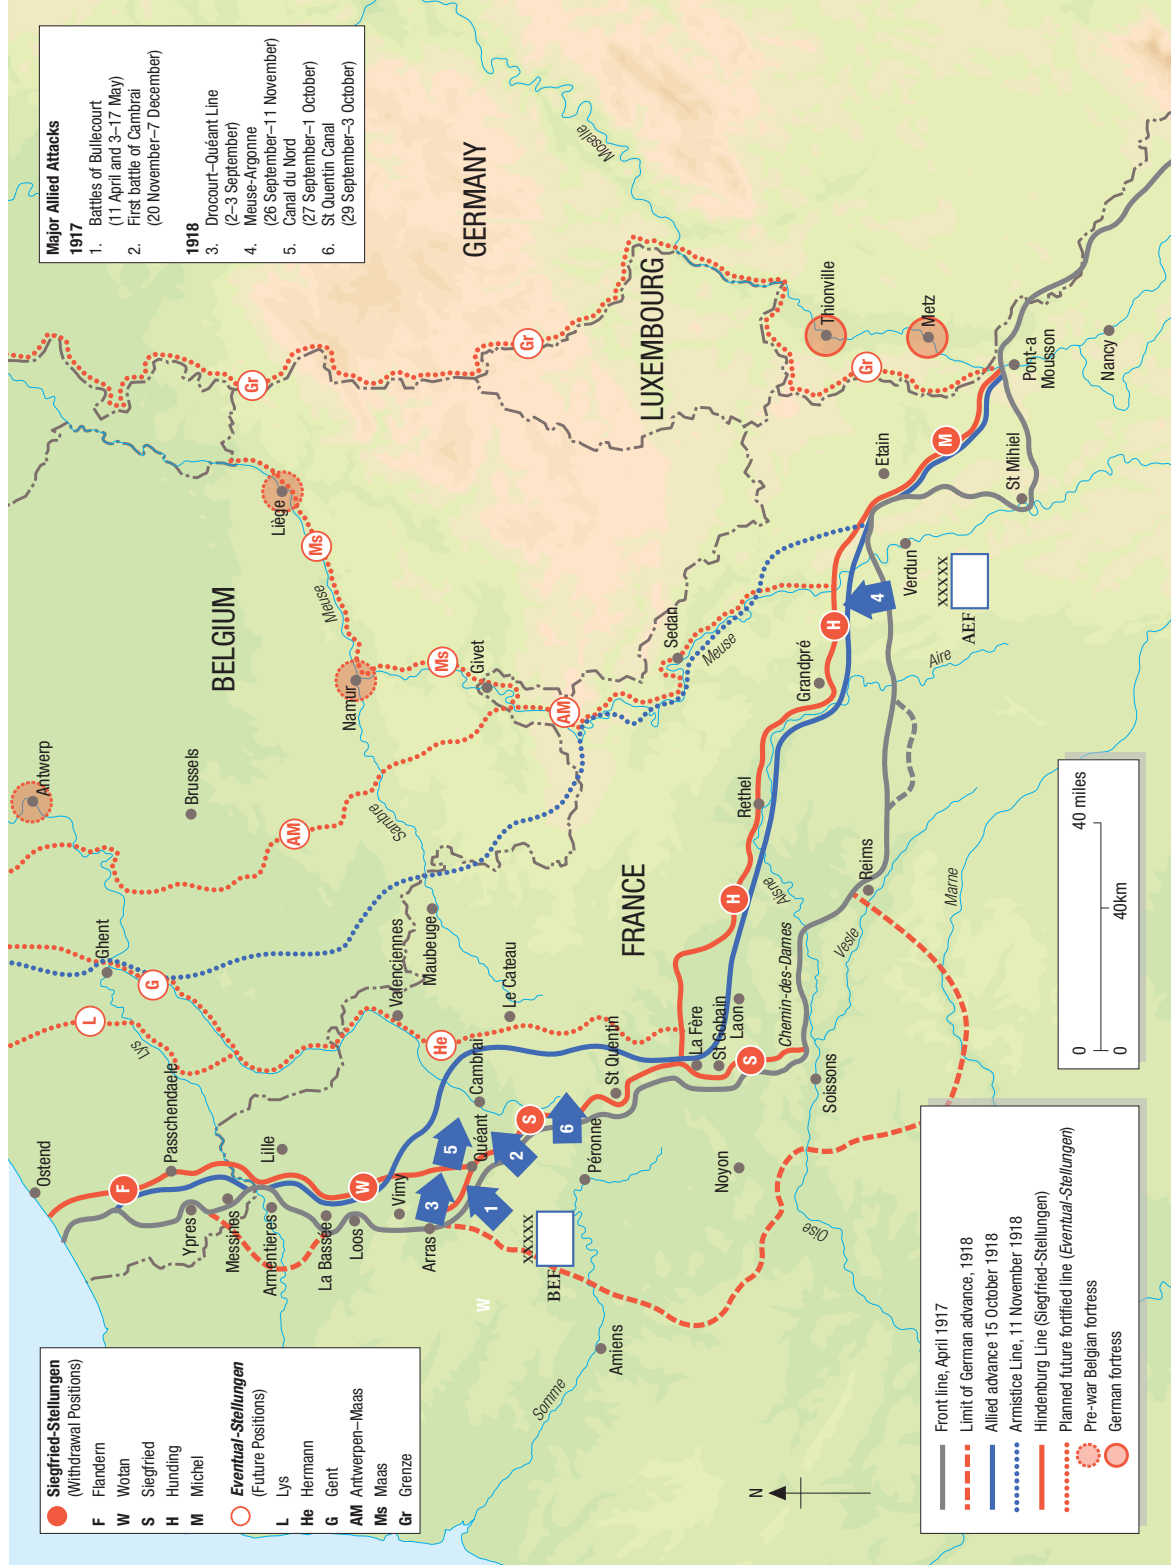 Major Allied Attacks
1917
1. Battles of Bullecourt
(11 April and 3–17 May)
2. First battle of Cambrai
(20 November–7 December)
1918
3. Drocourt–Quéant Line
(2–3 September)
4. Meuse-Argonne
(26 September–11 November)
5. Canal du Nord
(27 September–1 October)
6. St Quentin Canal
(29 September–3 October)
Siegfried-Stellungen
(Withdrawal Positions)
F Flandern
W Wotan
S Siegfried
H Hunding
M Michel
Eventual-Stellungen
(Future Positions)
L Lys
He Hermann
G Gent
AM Antwerpen–Maas
Ms Maas
Gr Grenze
Ostend
Passchendaele
Ypres
Messines
Armentieres
Lille
La Bassée
Loos
Vimy
Arras
Lys
Ghent
Antwerp
Brussels
BELGIUM
Namur
Liège
Meuse
Sambre
Givet
Maubeuge
Valenciennes
Le Cateau
Cambrai
Quéant
Péronne
St Quentin
La Fère
St Gobain
Laon
Chemin-des-Dames
Soissons
Noyon
Amiens
Somme
Oise
FRANCE
Aisne
Vesle
Reims
Marne
Rethel
Grandpré
Aire
Sedan
Meuse
Verdun
Etain
St Mihiel
Pont-a
Mousson
Nancy
Metz
Thionville
LUXEMBOURG
GERMANY
Moselle
F
W
S
S
H
H
M
L
G
He
AM
AM
Ms
Ms
Gr
Gr
Gr
1
2
3
4
5
6
W
XXXXX
BEF
XXXXX
AEF
N
0 40 miles
0 40km
Front line, April 1917
Limit of German advance, 1918
Allied advance 15 October 1918
Armistice Line, 11 November 1918
Hindenburg Line (Siegfried-Stellungen)
Planned future fortified line (Eventual-Stellungen)
Pre-war Belgian fortress
German fortress